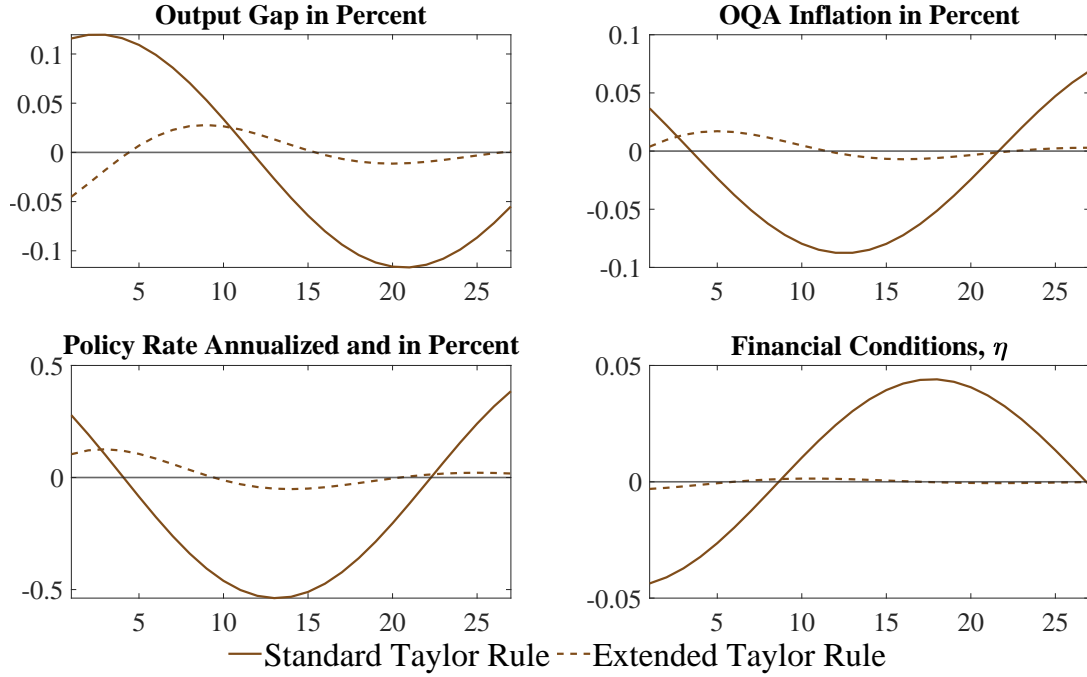 Output Gap in Percent
0.1
0.05
0
-0.05
-0.1
5 10 15 20 25
OQA Inflation in Percent
0.1
0.05
0
-0.05
-0.1
5 10 15 20 25
Policy Rate Annualized and in Percent
0.5
0
-0.5
5 10 15 20 25
Financial Conditions, η
0.05
0
-0.05
5 10 15 20 25
Standard Taylor Rule Extended Taylor Rule